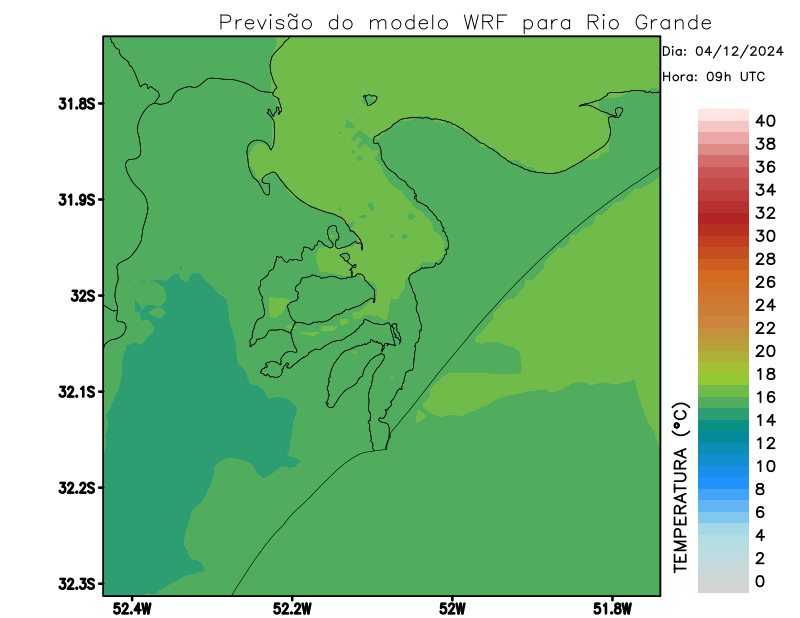 Previsão do modelo WRF para Rio Grande
Dia: 04/12/2024
Hora: 09h UTC
31.8S
31.9S
32S
32.1S
32.2S
32.3S
52.4W
52.2W
52W
51.8W
TEMPERATURA (°C)
40
38
36
34
32
30
28
26
24
22
20
18
16
14
12
10
8
6
4
2
0